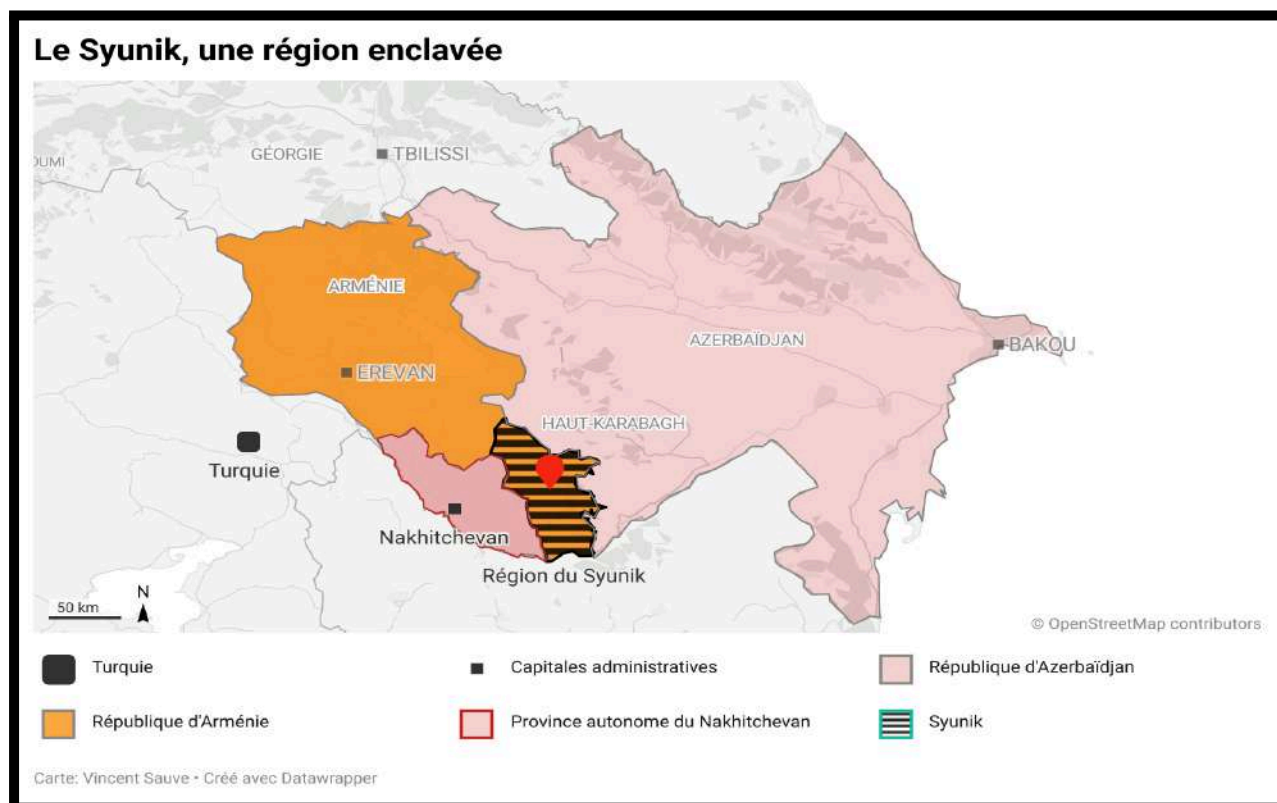 Le Syunik, une région enclavée
OUMI
GÉORGIE
TBILISSI
ARMÉNIE
AZERBAÏDJAN
BAKOU
EREVAN
HAUT-KARABAGH
Turquie
Nakhitchevan
Région du Syunik
50 km
N
© OpenStreetMap contributors
Turquie
Capitales administratives
République d'Azerbaïdjan
République d'Arménie
Province autonome du Nakhitchevan
Syunik
Carte: Vincent Sauve • Créé avec Datawrapper